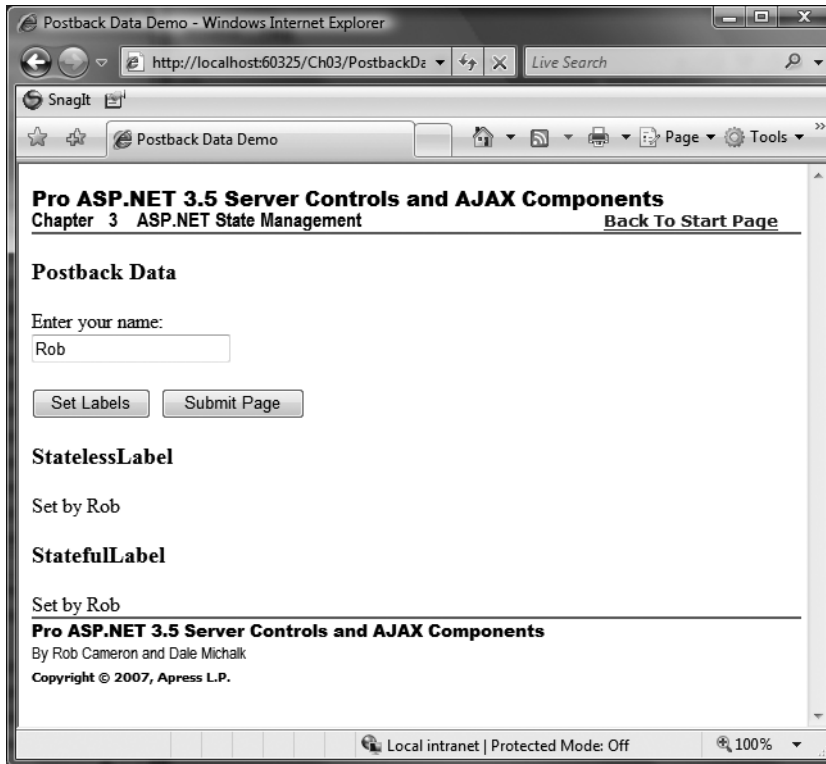 Postback Data Demo - Windows Internet Explorer
http://localhost:60325/Ch03/PostbackDa
Live Search
SnagIt
Postback Data Demo
Page
Tools
»
Pro ASP.NET 3.5 Server Controls and AJAX Components
Chapter 3 ASP.NET State Management
Back To Start Page
Postback Data
Enter your name:
Rob
Set Labels Submit Page
StatelessLabel
Set by Rob
StatefulLabel
Set by Rob
Pro ASP.NET 3.5 Server Controls and AJAX Components
By Rob Cameron and Dale Michalk
Copyright © 2007, Apress L.P.
Local intranet | Protected Mode: Off
100%